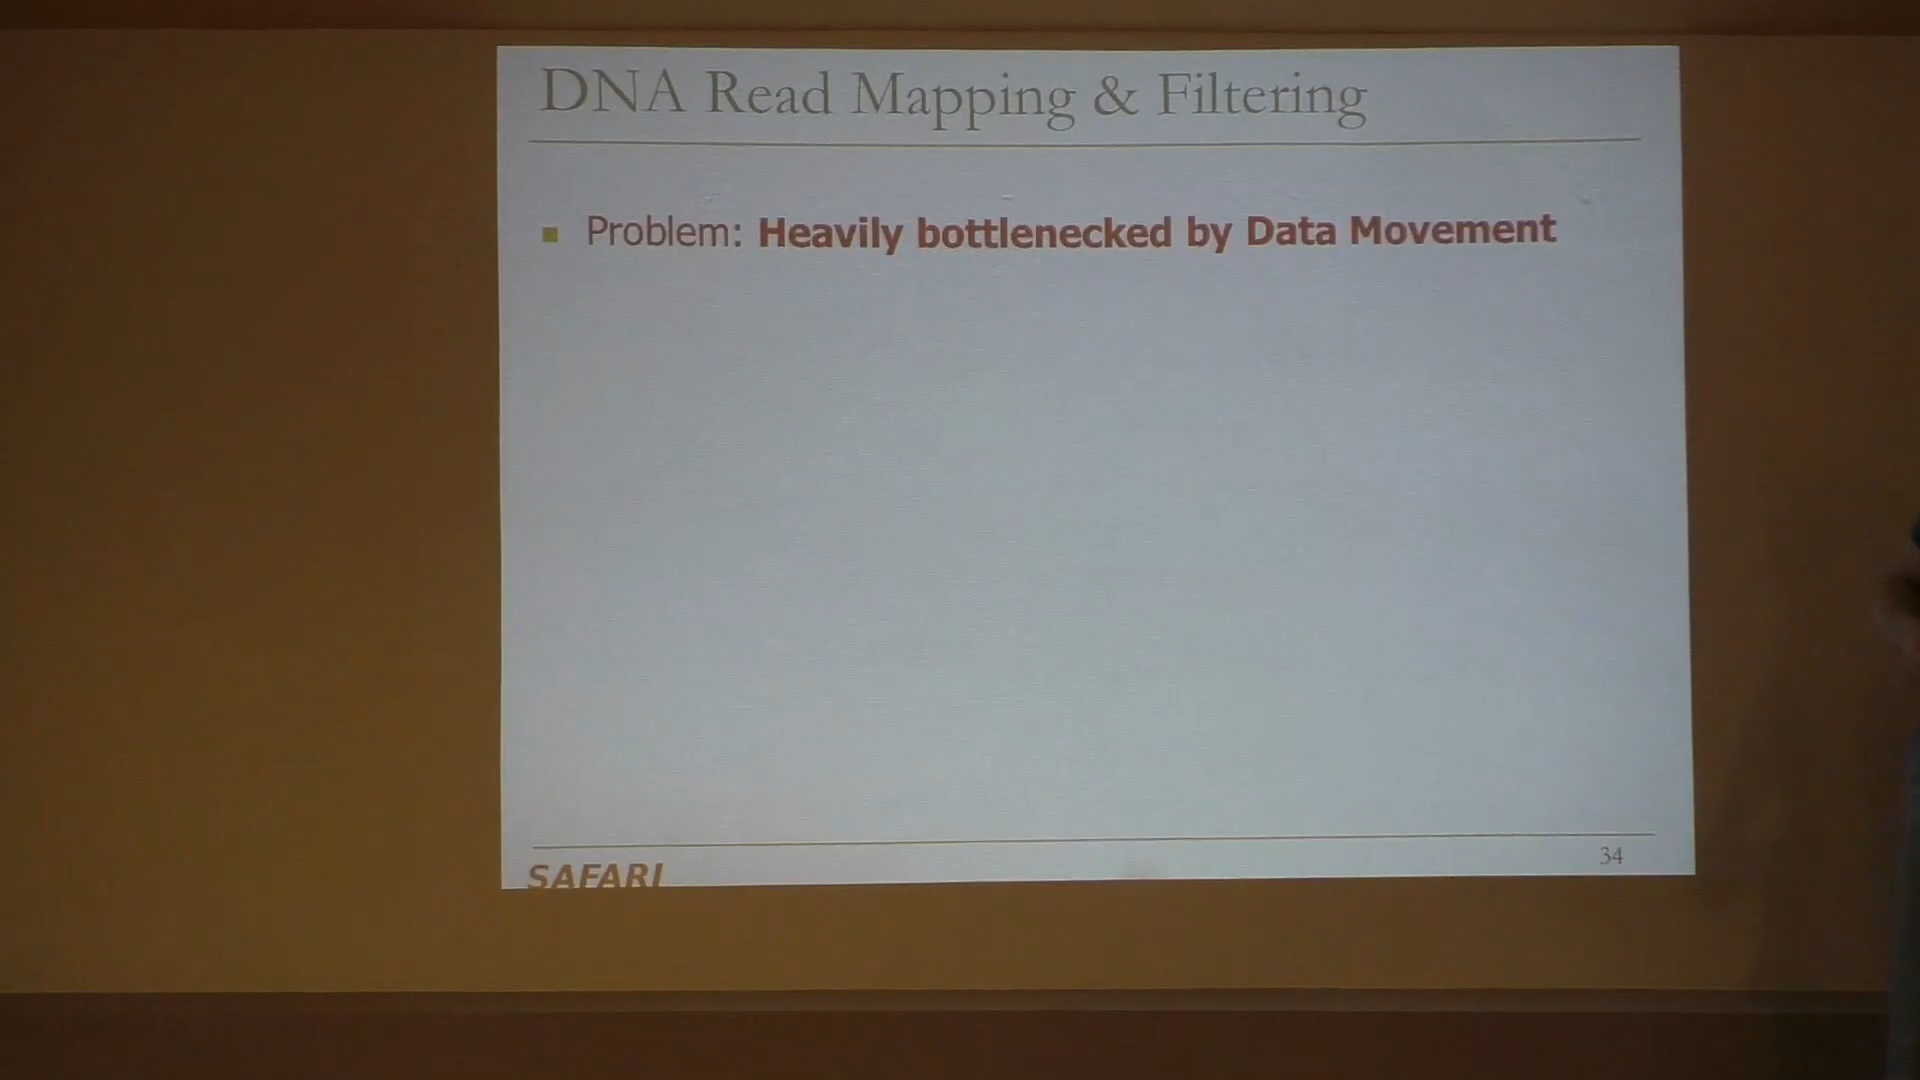 DNA Read Mapping & Filtering
Problem: Heavily bottlenecked by Data Movement
SAFARI
34